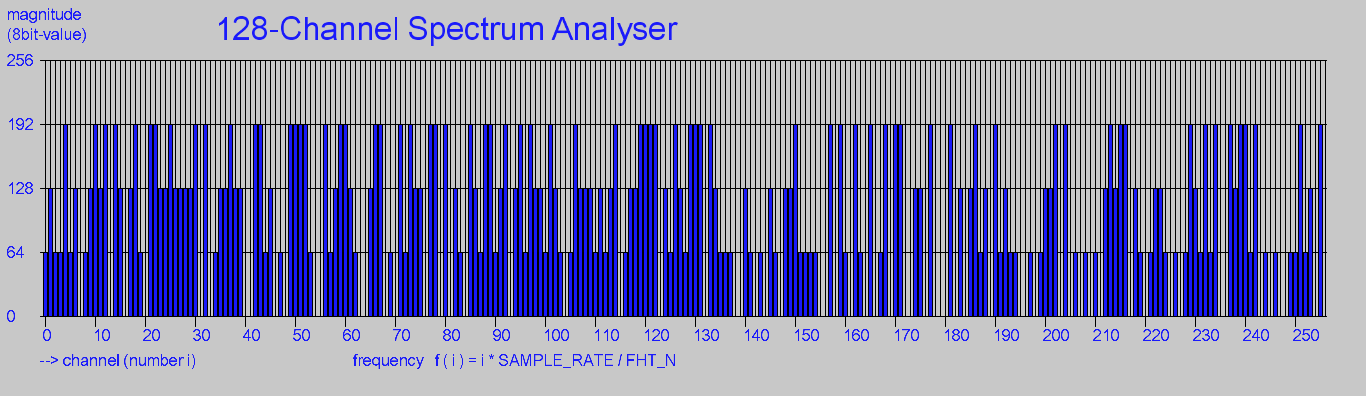 magnitude
(8bit-value)
128-Channel Spectrum Analyser
256
192
128
64
0
0 10 20 30 40 50 60 70 80 90 100 110 120 130 140 150 160 170 180 190 200 210 220 230 240 250
--> channel (number i) frequency f ( i ) = i * SAMPLE_RATE / FHT_N